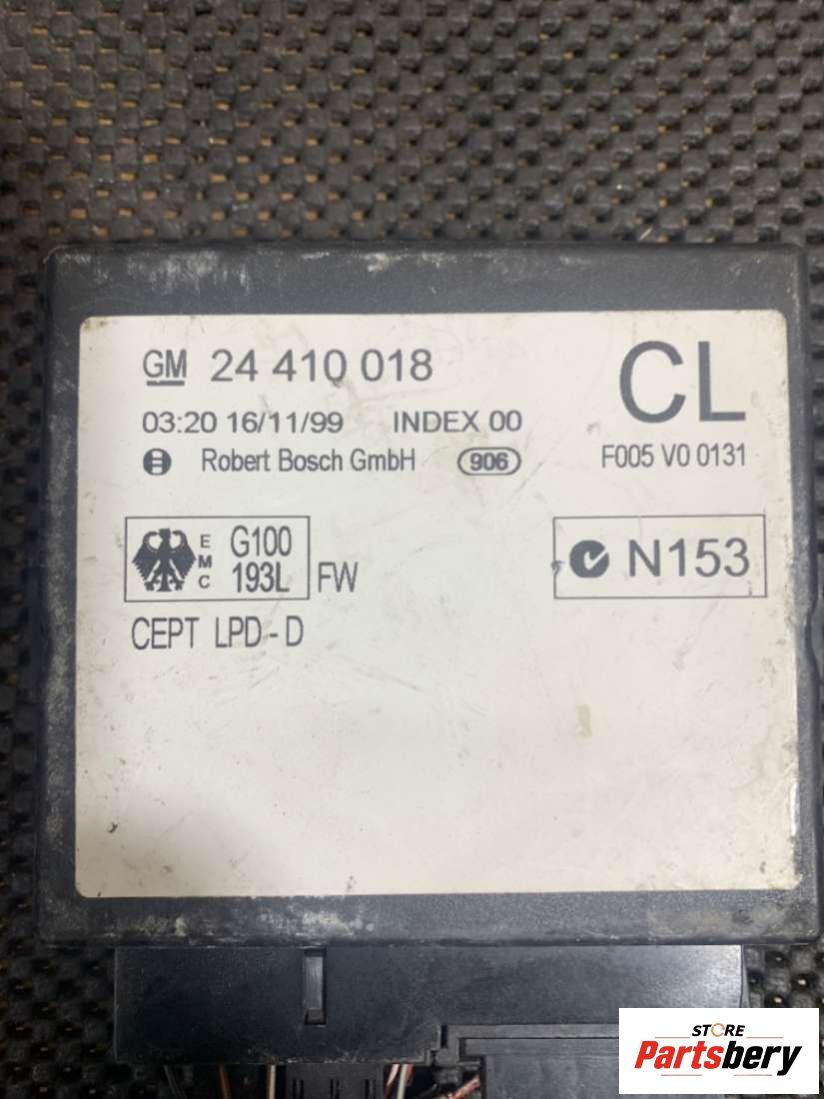 GM 24 410 018
CL
03:20 16/11/99 INDEX 00
Robert Bosch GmbH 906 F005 V0 0131
EMC G100 193L FW
N153
CEPT LPD-D
STORE
Partsbery